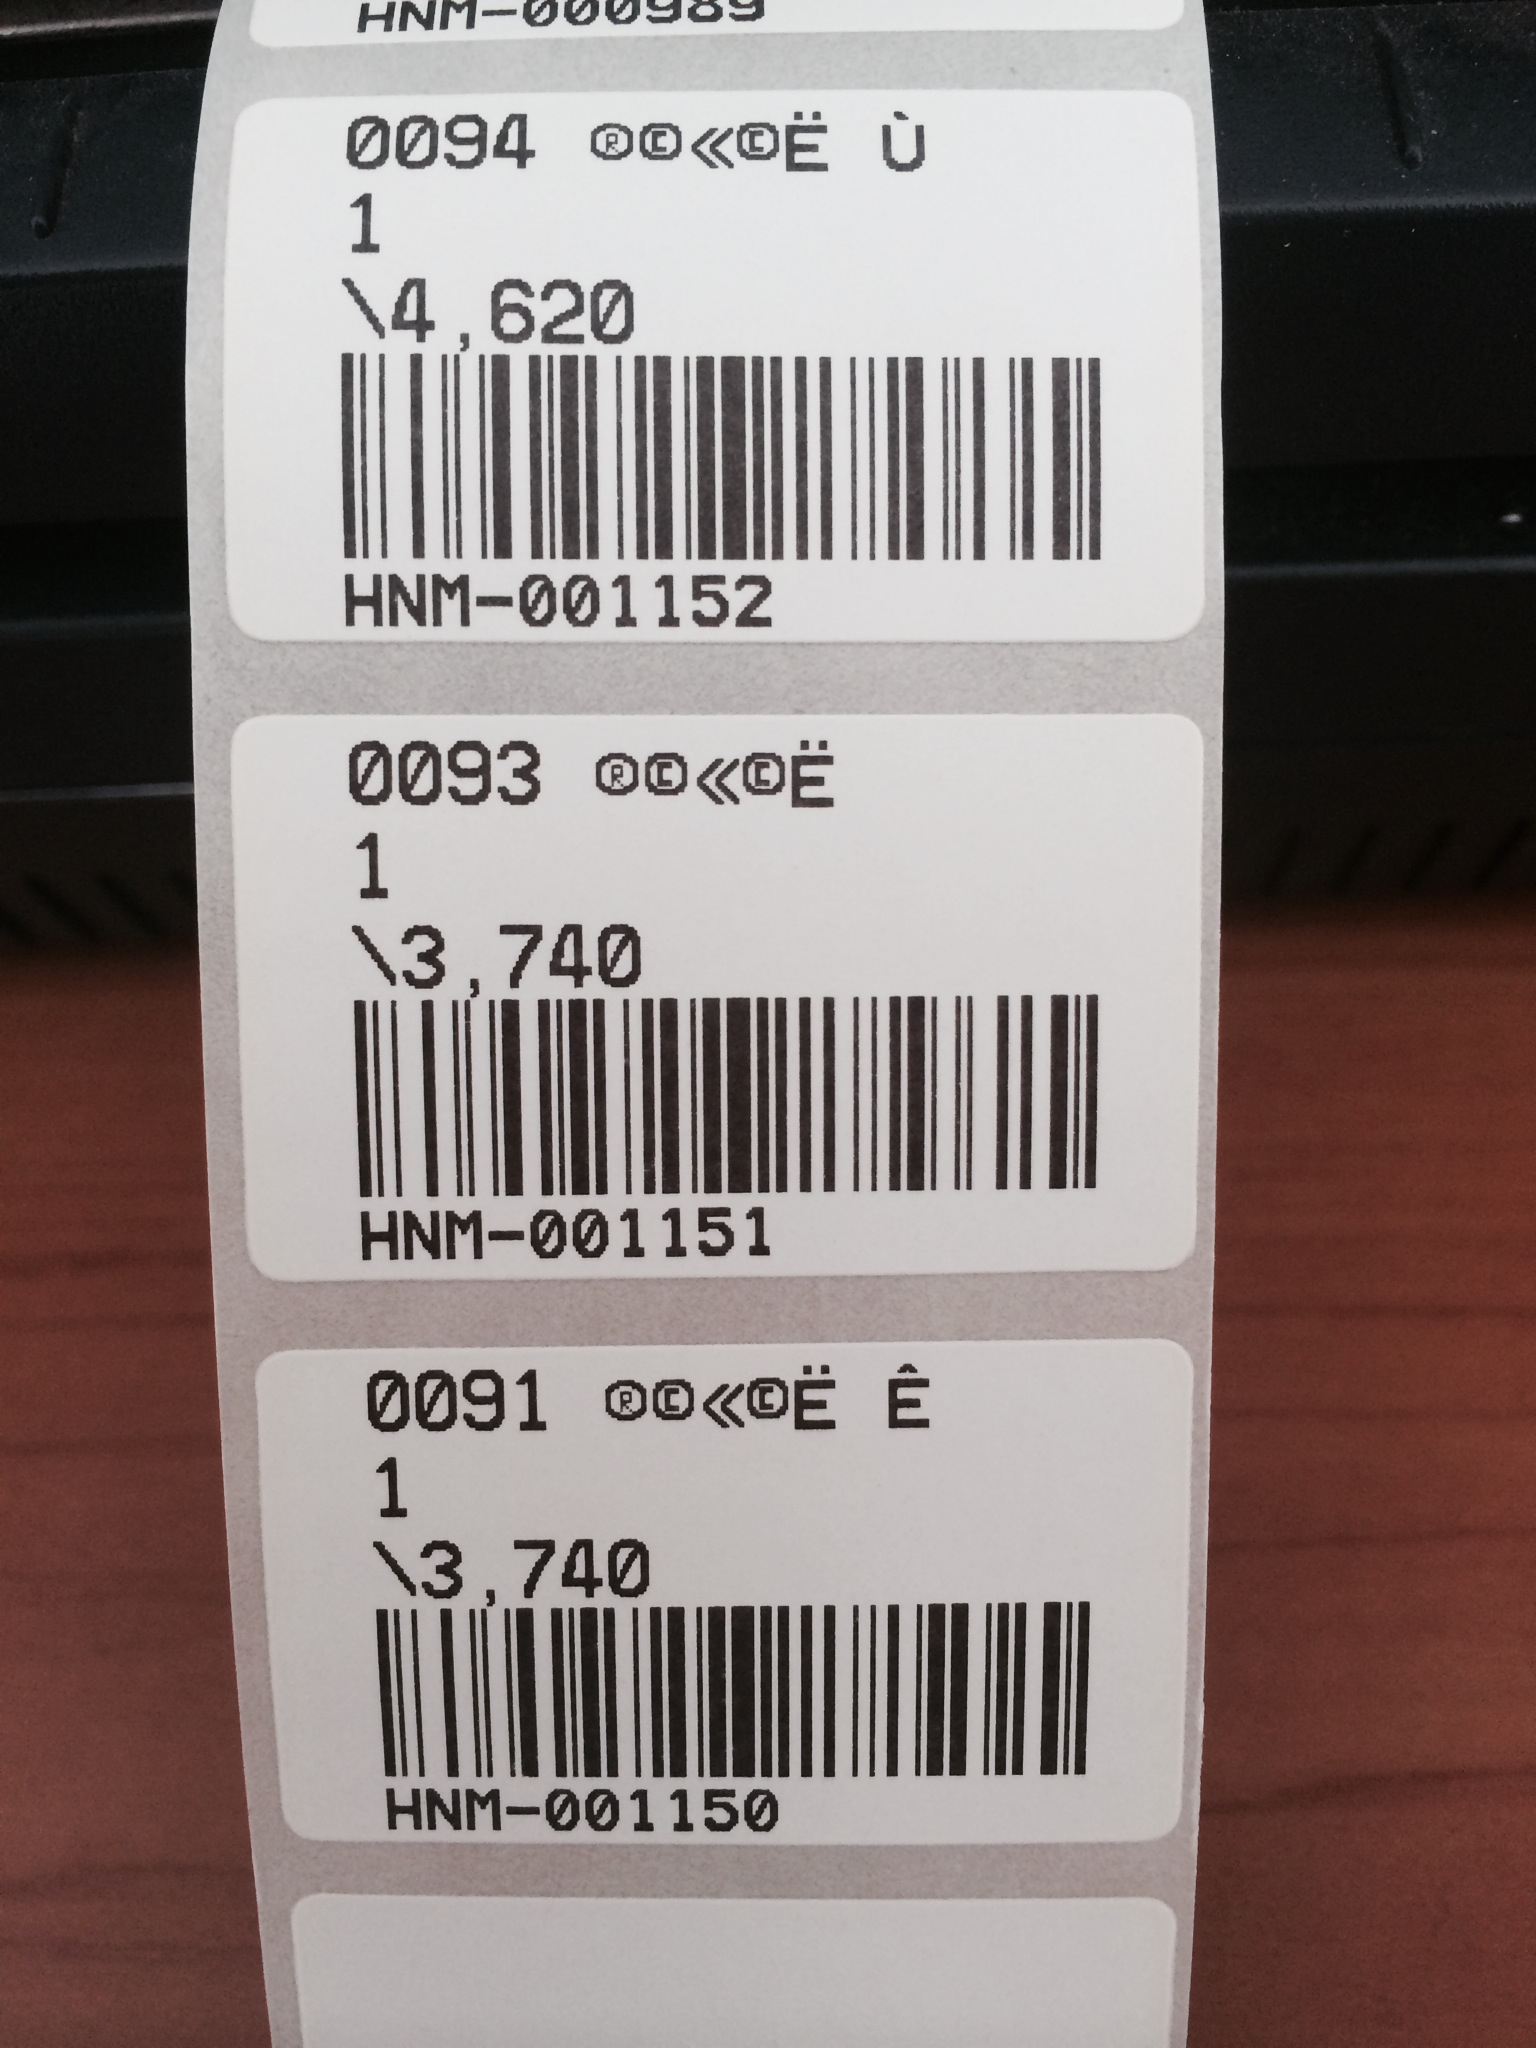 HNM-000989
0094 ®©«©Ë Ù
1
\4,620
HNM-001152
0093 ®©«©Ë
1
\3,740
HNM-001151
0091 ®©«©Ë Ê
1
\3,740
HNM-001150